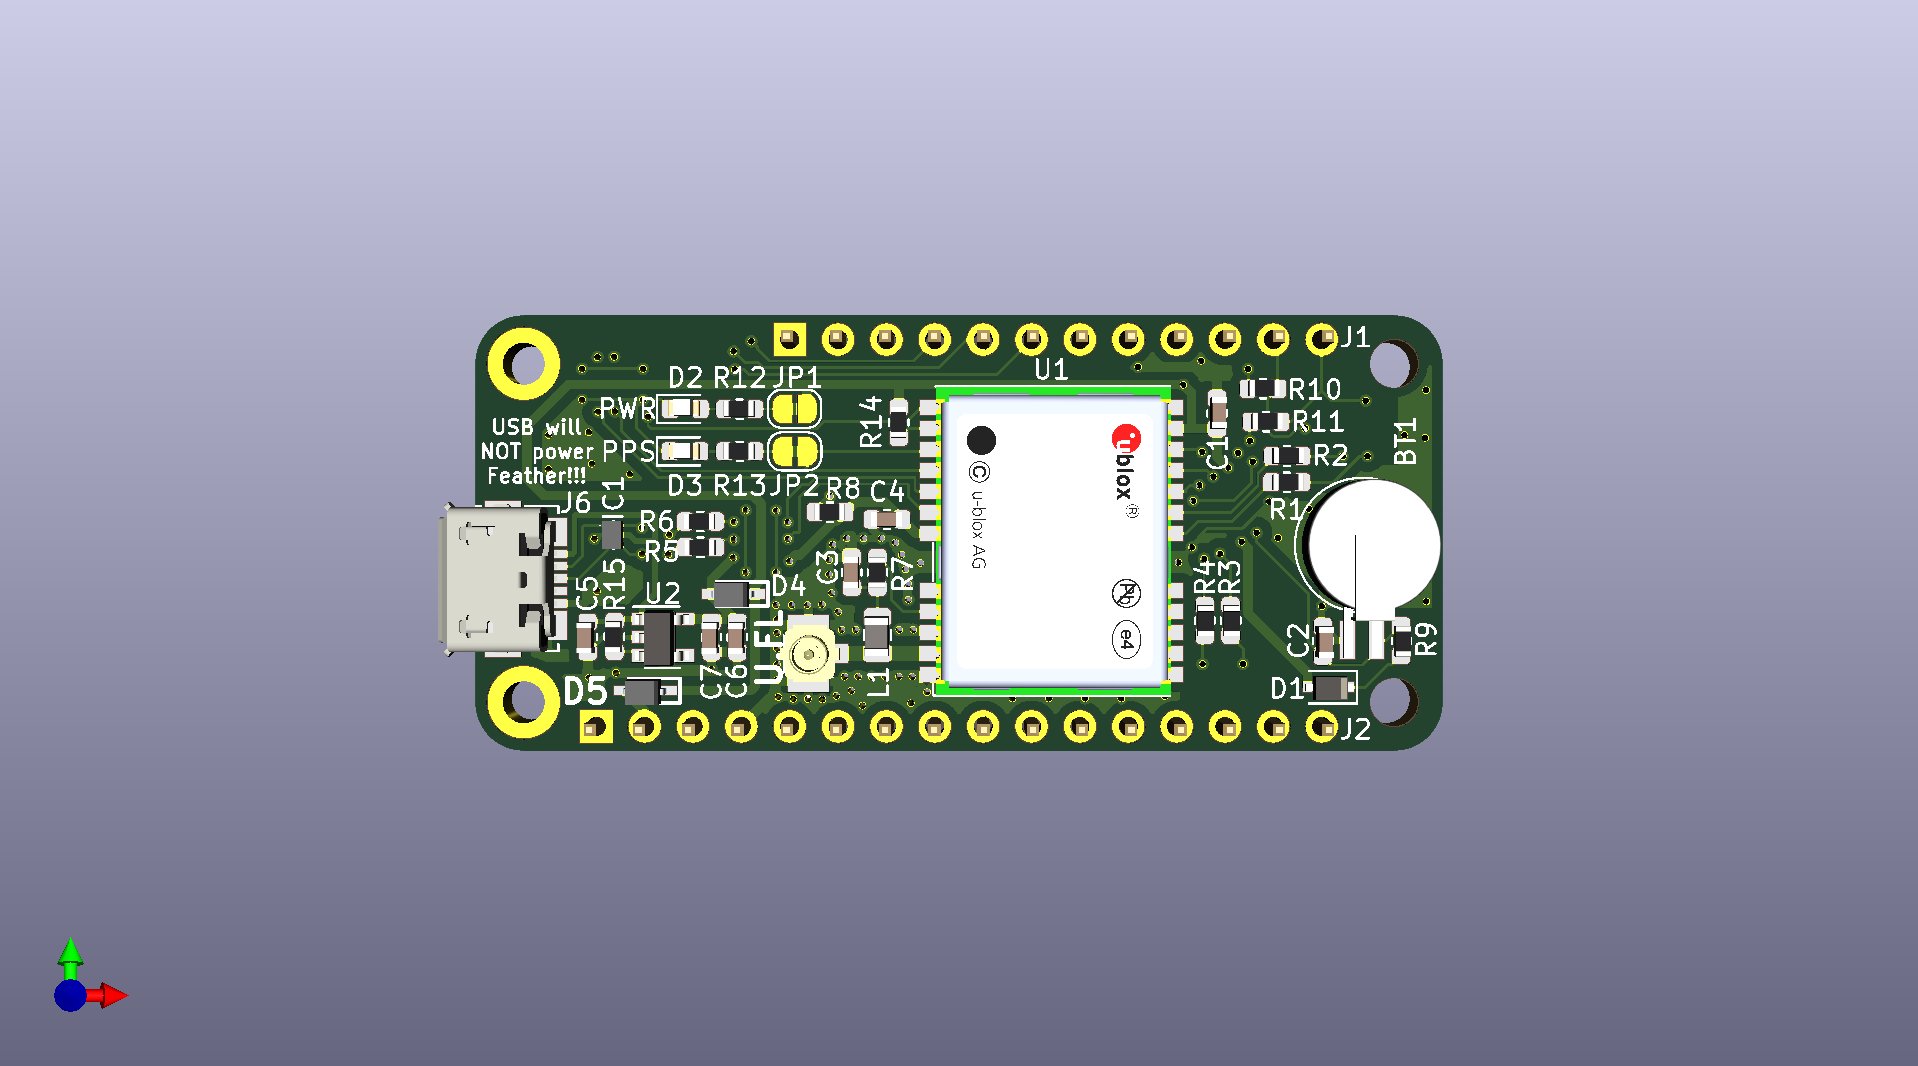 J1
U1
D2 R12 JP1
PWR
R14
R10
R11
USB will
NOT power
Feather!!!
PPS
C1
R2
BT1
D3 R13 JP2
R8 C4
J6
IC1
R1
R6
R5
ublox
®
© u-blox AG
C3
R7
R4
R3
C5
R15
U2
D4
Pb
e4
U.FL
C2
R9
D5
C7
C6
L1
D1
J2